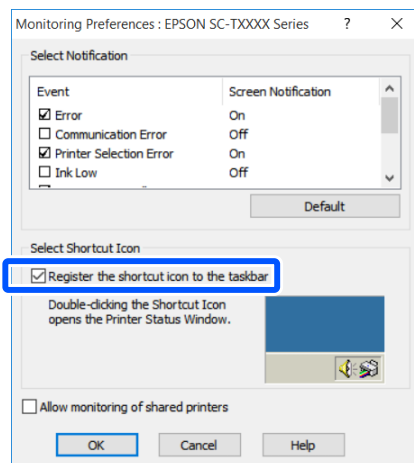 Monitoring Preferences : EPSON SC-TXXXX Series ? ×
Select Notification
Event Screen Notification
Error On
Communication Error Off
Printer Selection Error On
Ink Low Off
Default
Select Shortcut Icon
Register the shortcut icon to the taskbar
Double-clicking the Shortcut Icon
opens the Printer Status Window.
Allow monitoring of shared printers
OK Cancel Help